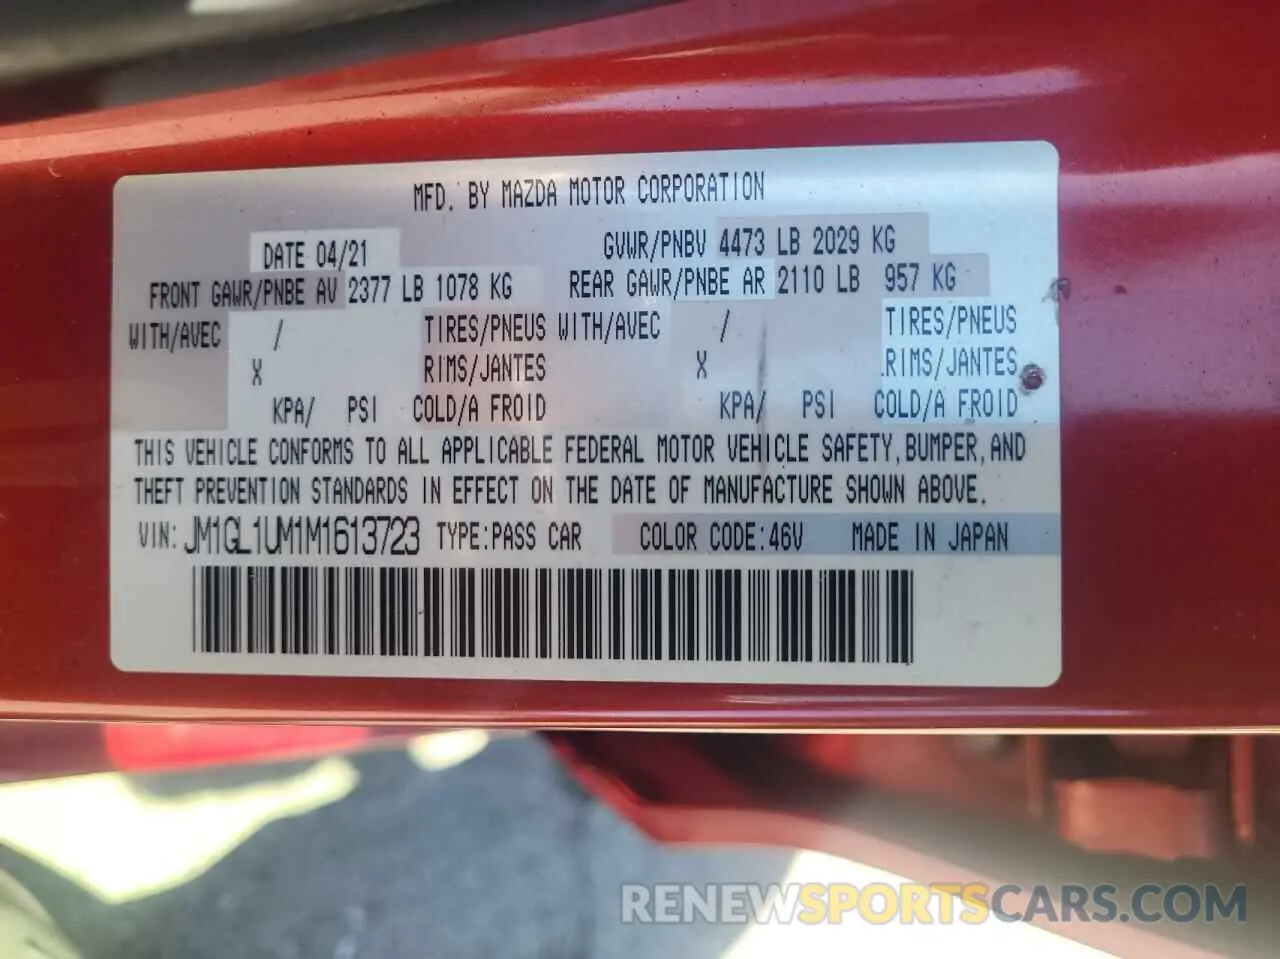 MFD. BY MAZDA MOTOR CORPORATION
DATE 04/21 GVWR/PNBV 4473 LB 2029 KG
FRONT GAWR/PNBE AV 2377 LB 1078 KG REAR GAWR/PNBE AR 2110 LB 957 KG
WITH/AVEC / TIRES/PNEUS WITH/AVEC / TIRES/PNEUS
X RIMS/JANTES X RIMS/JANTES
KPA/ PSI COLD/A FROID KPA/ PSI COLD/A FROID
THIS VEHICLE CONFORMS TO ALL APPLICABLE FEDERAL MOTOR VEHICLE SAFETY, BUMPER, AND
THEFT PREVENTION STANDARDS IN EFFECT ON THE DATE OF MANUFACTURE SHOWN ABOVE.
VIN: JM1GL1UM1M1613723 TYPE:PASS CAR COLOR CODE:46V MADE IN JAPAN
RENEWSPORTSCARS.COM